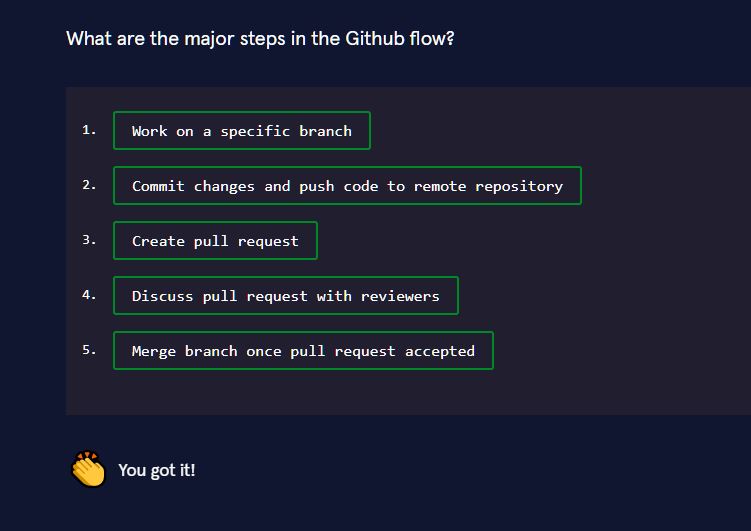 What are the major steps in the Github flow?
1. Work on a specific branch
2. Commit changes and push code to remote repository
3. Create pull request
4. Discuss pull request with reviewers
5. Merge branch once pull request accepted
You got it!